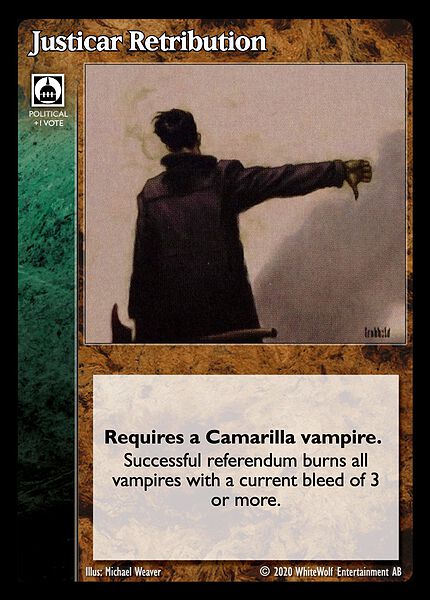 Justicar Retribution
POLITICAL
+1 VOTE
Requires a Camarilla vampire.
Successful referendum burns all
vampires with a current bleed of 3
or more.
Illus: Michael Weaver
© 2020 WhiteWolf Entertainment AB